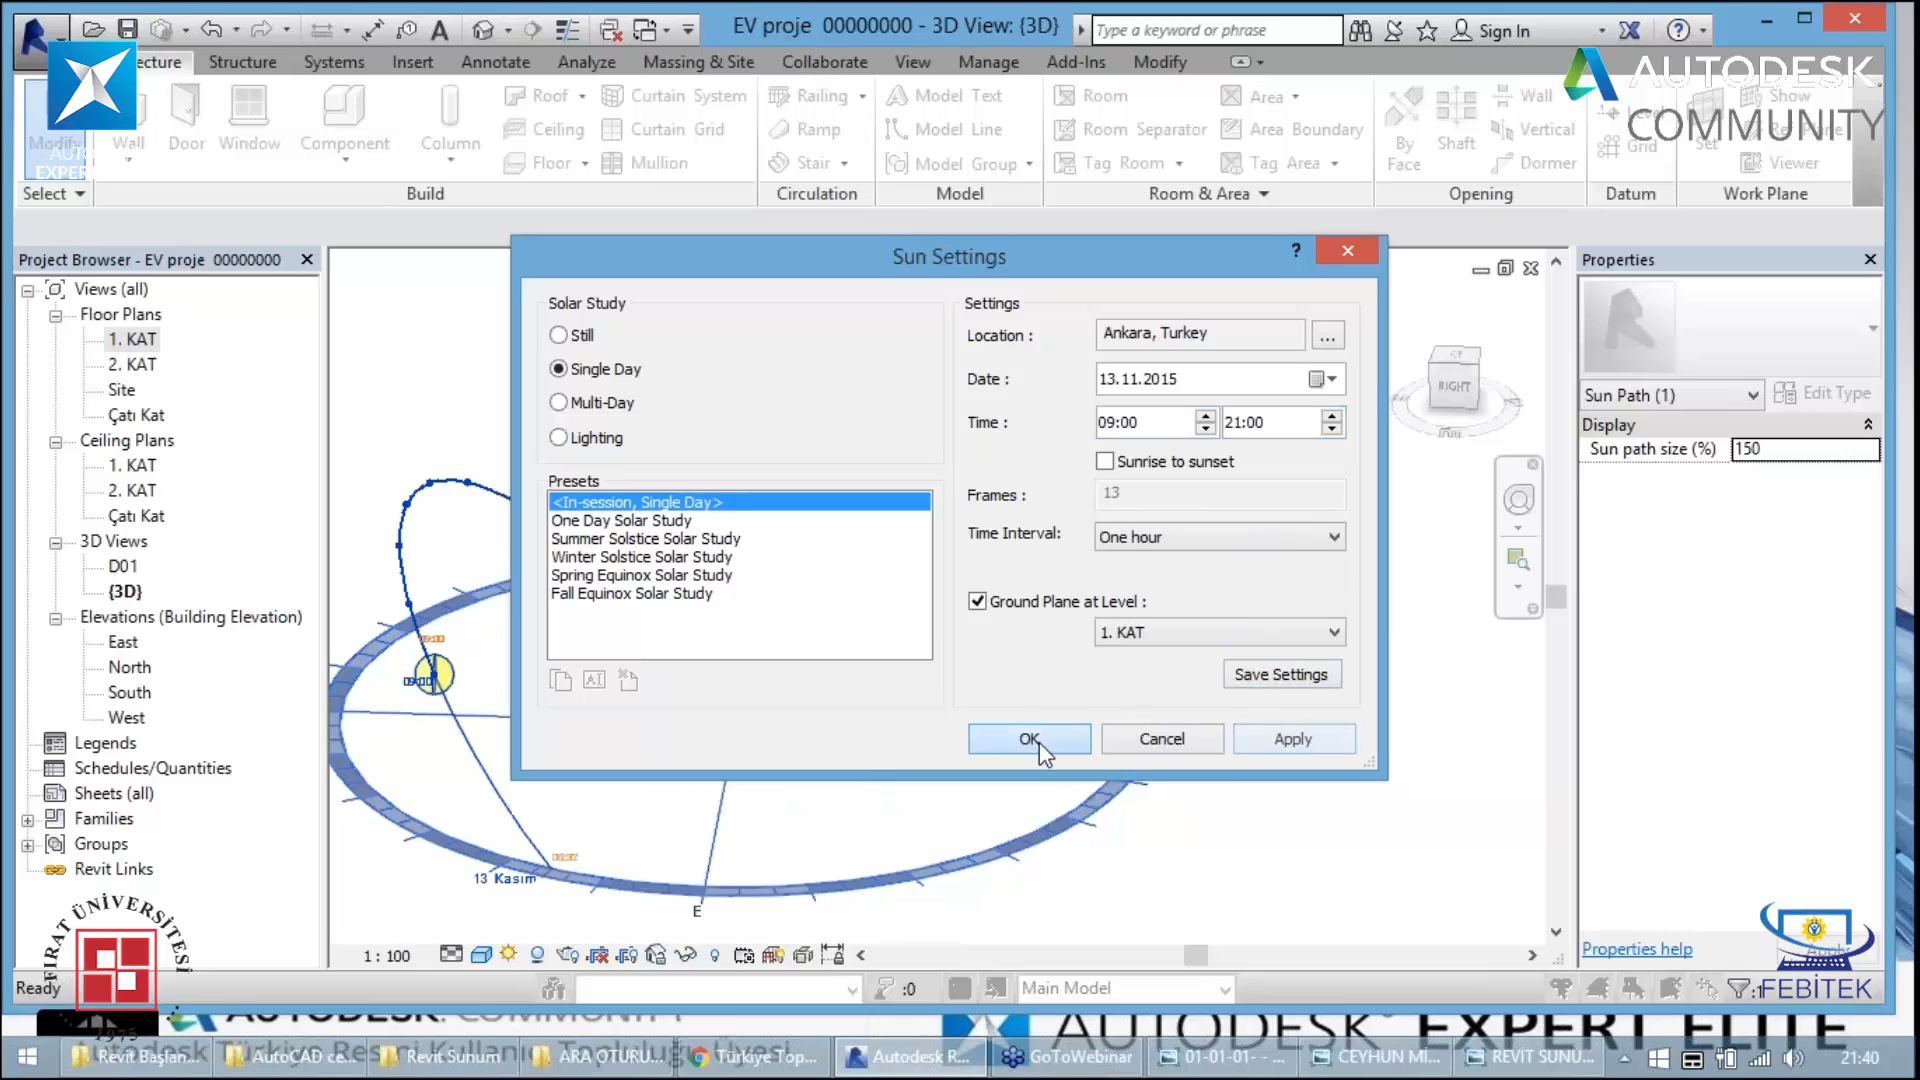 EV proje 00000000 - 3D View: {3D}
Type a keyword or phrase
Sign In
Structure
Systems
Insert
Annotate
Analyze
Massing & Site
Collaborate
View
Manage
Add-Ins
Modify
AUTODESK
COMMUNITY
Modify
Wall
Door
Window
Component
Column
Roof
Ceiling
Floor
Curtain System
Curtain Grid
Mullion
Railing
Ramp
Stair
Model Text
Model Line
Model Group
Room
Room Separator
Tag Room
Area
Area Boundary
Tag Area
By
Face
Shaft
Wall
Vertical
Dormer
Level
Grid
Set
Show
Viewer
Select
Build
Circulation
Model
Room & Area
Opening
Datum
Work Plane
Project Browser - EV proje 00000000
Views (all)
Floor Plans
1. KAT
2. KAT
Site
Çatı Kat
Ceiling Plans
1. KAT
2. KAT
Çatı Kat
3D Views
D01
{3D}
Elevations (Building Elevation)
East
North
South
West
Legends
Schedules/Quantities
Sheets (all)
Families
Groups
Revit Links
Sun Settings
Solar Study
Still
Single Day
Multi-Day
Lighting
Presets
<In-session, Single Day>
One Day Solar Study
Summer Solstice Solar Study
Winter Solstice Solar Study
Spring Equinox Solar Study
Fall Equinox Solar Study
Settings
Location :
Ankara, Turkey
...
Date :
13.11.2015
Time :
09:00
21:00
Sunrise to sunset
Frames :
13
Time Interval:
One hour
Ground Plane at Level :
1. KAT
Save Settings
OK
Cancel
Apply
09:00
13 Kasım
E
RIGHT
Properties
Sun Path (1)
Edit Type
Display
Sun path size (%)
150
Properties help
1 : 100
Ready
:0
Main Model
FIRAT ÜNİVERSİTESİ
1975
FEBİTEK
AUTODESK EXPERT ELITE
Revit Başlan...
AutoCAD ce...
Revit Sunum
ARA OTURU...
Türkiye Top...
Autodesk R...
GoToWebinar
01-01-01- - ...
CEYHUN Mİ...
REVİT SUNU...
21:40